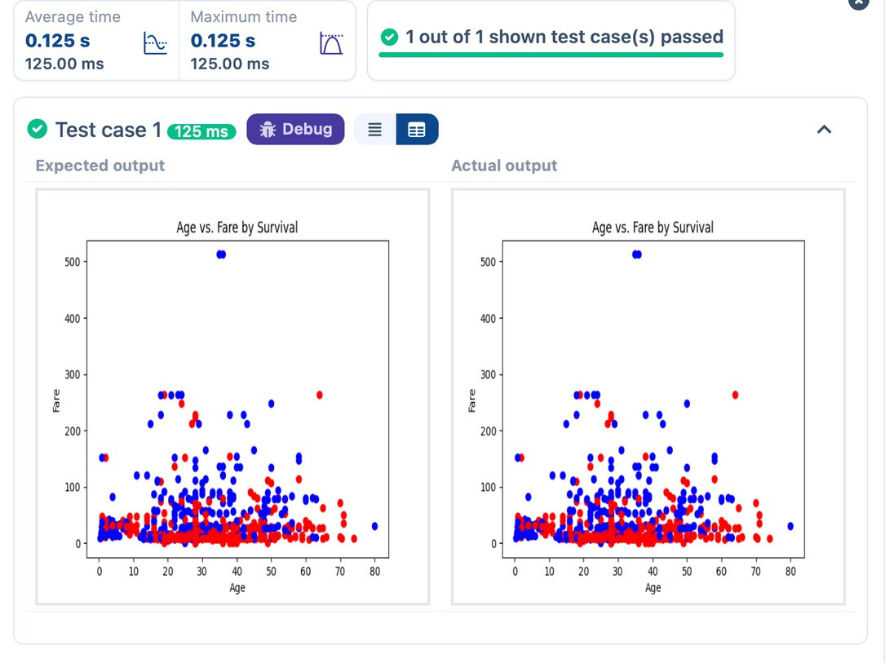 Average time
0.125 s
125.00 ms
Maximum time
0.125 s
125.00 ms
1 out of 1 shown test case(s) passed
Test case 1 125 ms Debug
Expected output
Age vs. Fare by Survival
Fare
500
400
300
200
100
0
0 10 20 30 40 50 60 70 80
Age
Actual output
Age vs. Fare by Survival
Fare
500
400
300
200
100
0
0 10 20 30 40 50 60 70 80
Age